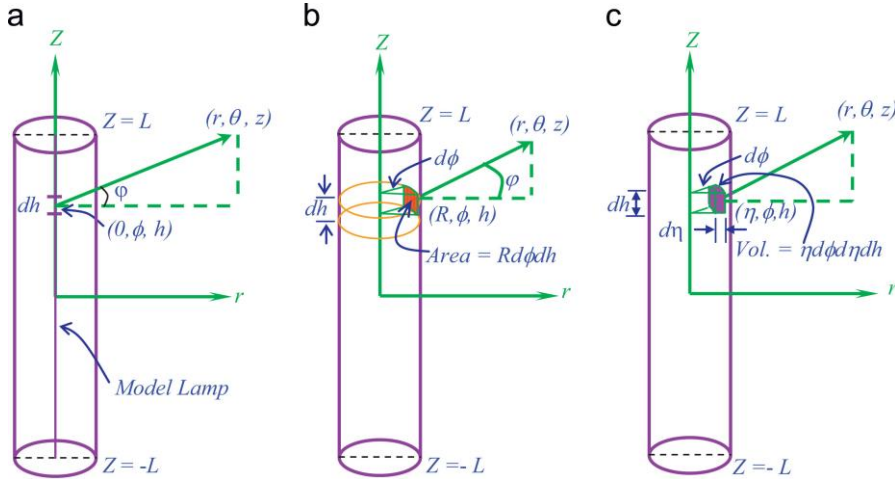 a
Z
Z = L
(r, θ, z)
φ
dh
(0, ϕ, h)
r
Model Lamp
Z = -L
b
Z
Z = L
(r, θ, z)
dϕ
φ
dh
(R, ϕ, h)
Area = Rdϕdh
r
Z =- L
c
Z
Z = L
(r, θ, z)
dϕ
dh
(η, ϕ, h)
dη
Vol. = ηdϕdηdh
r
Z =- L